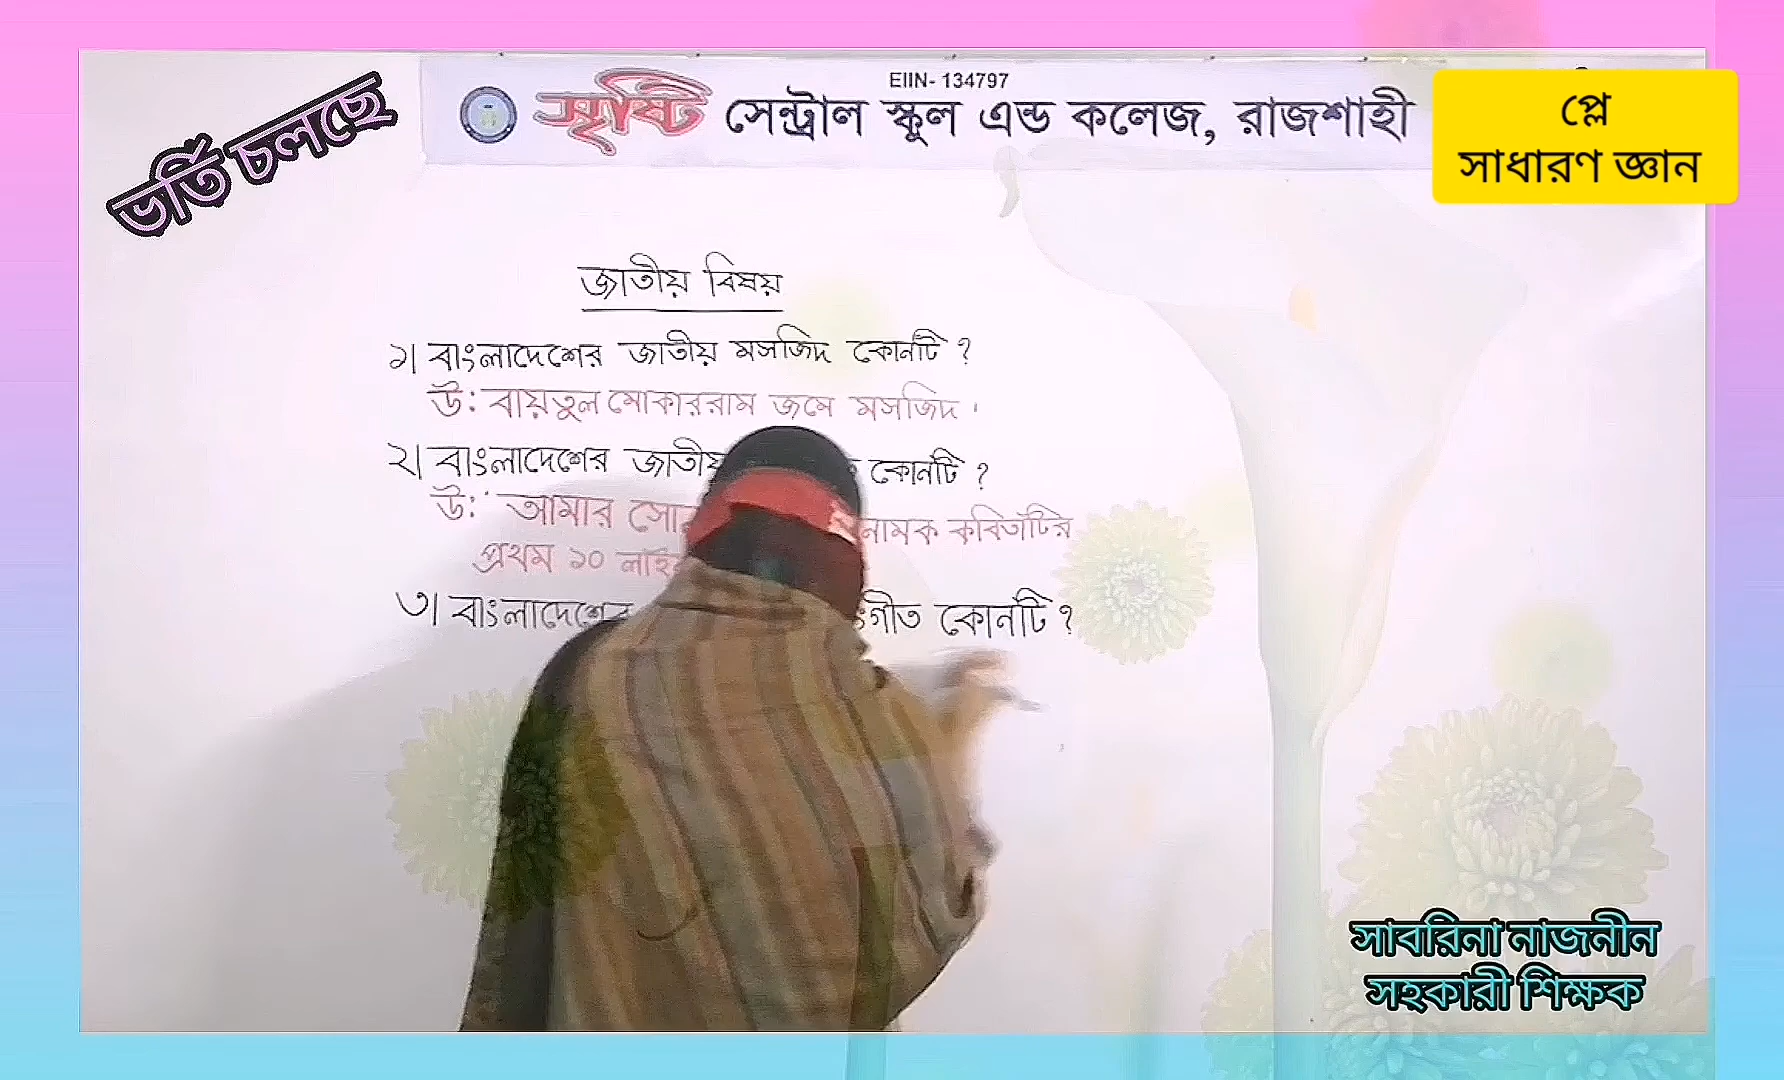 ভর্তি চলছে
EIIN- 134797
সৃষ্টি সেন্ট্রাল স্কুল এন্ড কলেজ, রাজশাহী
প্লে
সাধারণ জ্ঞান
জাতীয় বিষয়
১। বাংলাদেশের জাতীয় মসজিদ কোনটি ?
উ: বায়তুল মোকাররাম জমে মসজিদ ।
২। বাংলাদেশের জাতীয় কোনটি ?
উ: আমার নামক কবিতাটির
প্রথম ১০
৩। বাংলাদেশের কোনটি ?
সাবরিনা নাজনীন
সহকারী শিক্ষক